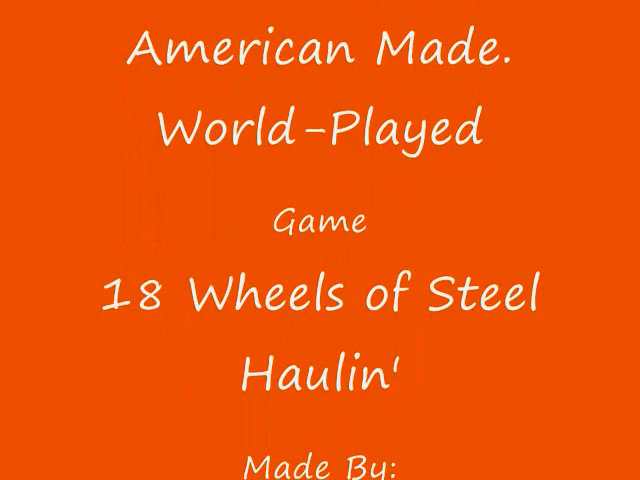 American Made.
World-Played
Game
18 Wheels of Steel
Haulin'
Made By: